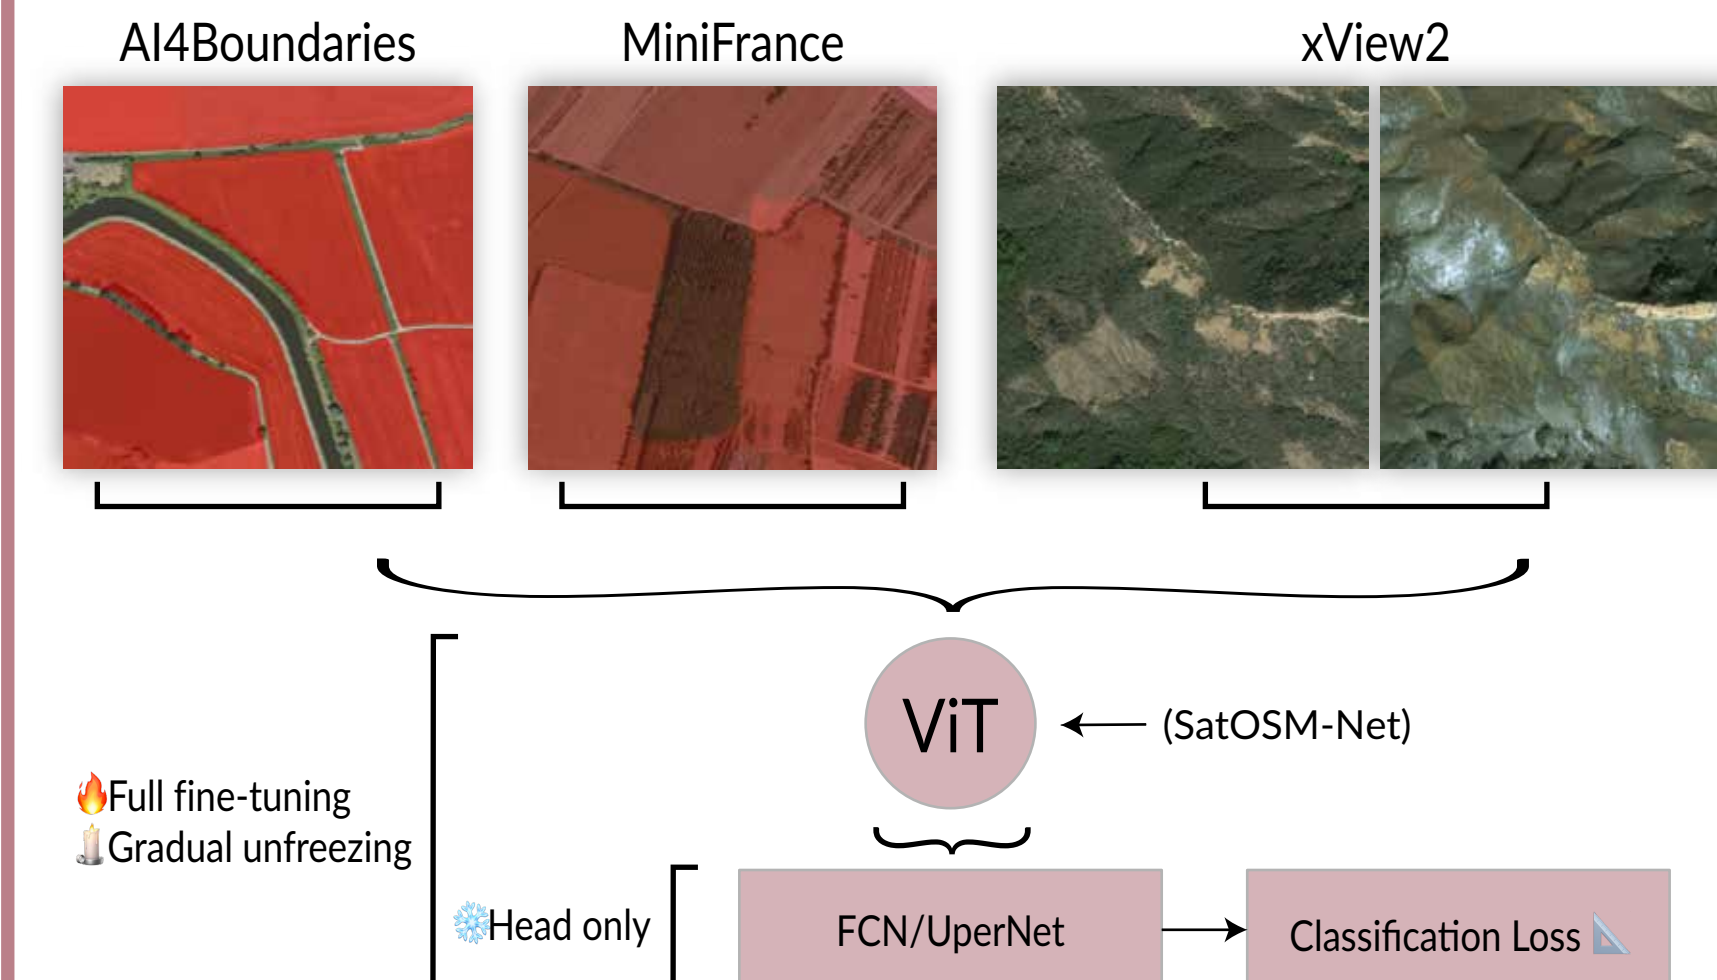 AI4Boundaries
MiniFrance
xView2
ViT
(SatOSM-Net)
Full fine-tuning
Gradual unfreezing
Head only
FCN/UperNet
Classification Loss